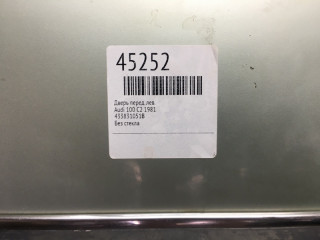 45252
Дверь перед.лев.
Audi 100 C2 1981
433831051B
Без стекла